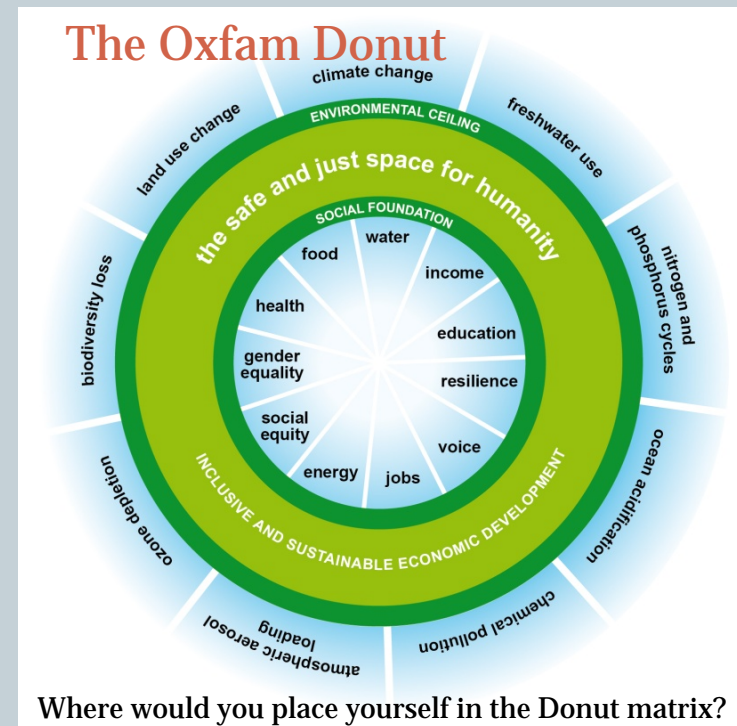 The Oxfam Donut
climate change
freshwater use
nitrogen and
phosphorus cycles
ocean acidification
chemical pollution
atmospheric aerosol
loading
ozone depletion
biodiversity loss
land use change
ENVIRONMENTAL CEILING
the safe and just space for humanity
SOCIAL FOUNDATION
water
income
education
resilience
voice
jobs
energy
social
equity
gender
equality
health
food
INCLUSIVE AND SUSTAINABLE ECONOMIC DEVELOPMENT
Where would you place yourself in the Donut matrix?